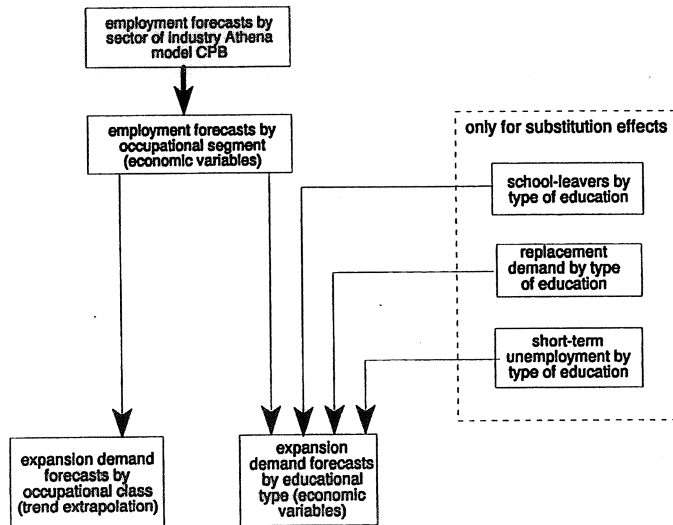 employment forecasts by
sector of industry Athena
model CPB
employment forecasts by
occupational segment
(economic variables)
only for substitution effects
school-leavers by
type of education
replacement
demand by type
of education
short-term
unemployment by
type of education
expansion demand
forecasts by
occupational class
(trend extrapolation)
expansion
demand forecasts
by educational
type (economic
variables)